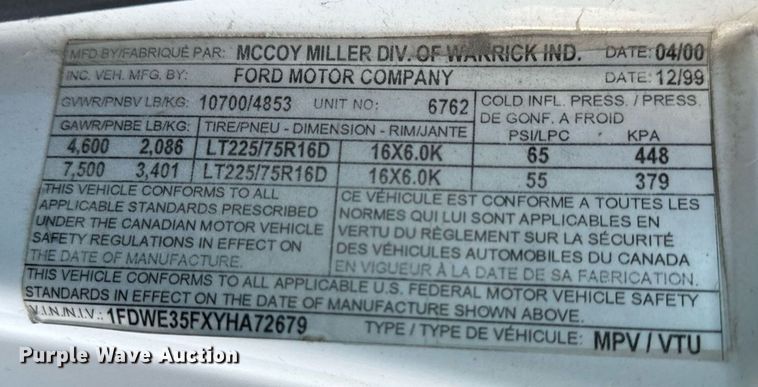 MFD BY/FABRIQUÉ PAR: MCCOY MILLER DIV. OF WARRICK IND. DATE: 04/00
INC. VEH. MFG. BY: FORD MOTOR COMPANY DATE: 12/99
GVWR/PNBV LB/KG: 10700/4853 UNIT NO: 6762
COLD INFL. PRESS. / PRESS.
DE GONF. A FROID
GAWR/PNBE LB/KG: TIRE/PNEU - DIMENSION - RIM/JANTE PSI/LPC KPA
4,600 2,086 LT225/75R16D 16X6.0K 65 448
7,500 3,401 LT225/75R16D 16X6.0K 55 379
THIS VEHICLE CONFORMS TO ALL
APPLICABLE STANDARDS PRESCRIBED
UNDER THE CANADIAN MOTOR VEHICLE
SAFETY REGULATIONS IN EFFECT ON
THE DATE OF MANUFACTURE.
CE VÉHICULE EST CONFORME A TOUTES LES
NORMES QUI LUI SONT APPLICABLES EN
VERTU DU RÈGLEMENT SUR LA SÉCURITÉ
DES VÉHICULES AUTOMOBILES DU CANADA
EN VIGUEUR À LA DATE DE SA FABRICATION.
THIS VEHICLE CONFORMS TO ALL APPLICABLE U.S. FEDERAL MOTOR VEHICLE SAFETY
STANDARDS IN EFFECT ON THE DATE OF MANUFACTURE SHOWN ABOVE.
V.I.N./N.I.V.: 1FDWE35FXYHA72679 TYPE / TYPE DE VÉHICULE: MPV / VTU
Purple Wave Auction